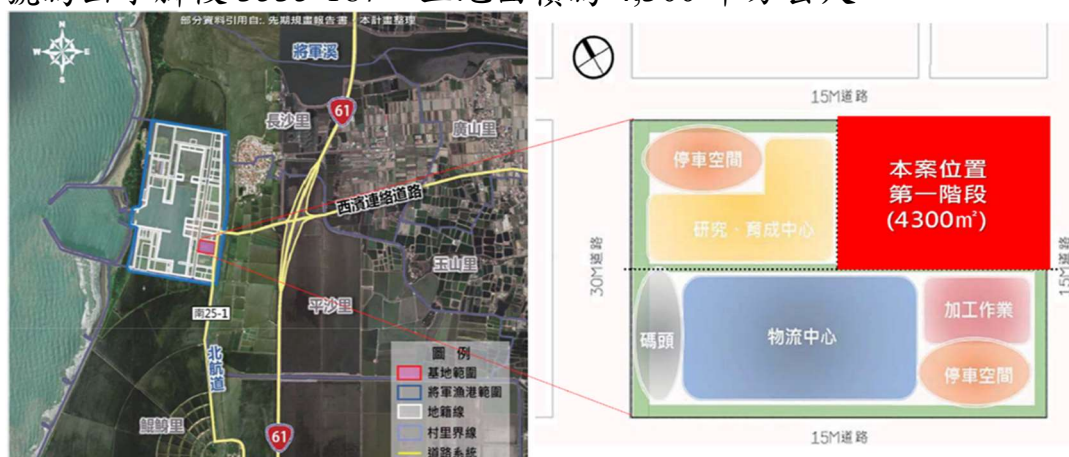 部分資料引用自:先期規畫報告書,本計畫整理
N
W
E
S
將軍溪
61
長沙里
廣山里
西濱連絡道路
玉山里
平沙里
南25-1
北航道
鯤鯓里
61
圖 例
基地範圍
將軍漁港範圍
地籍線
村里界線
道路系統
15M道路
停車空間
研究、育成中心
本案位置
第一階段
(4300㎡)
30M道路
15M道路
碼頭
物流中心
加工作業
停車空間
15M道路